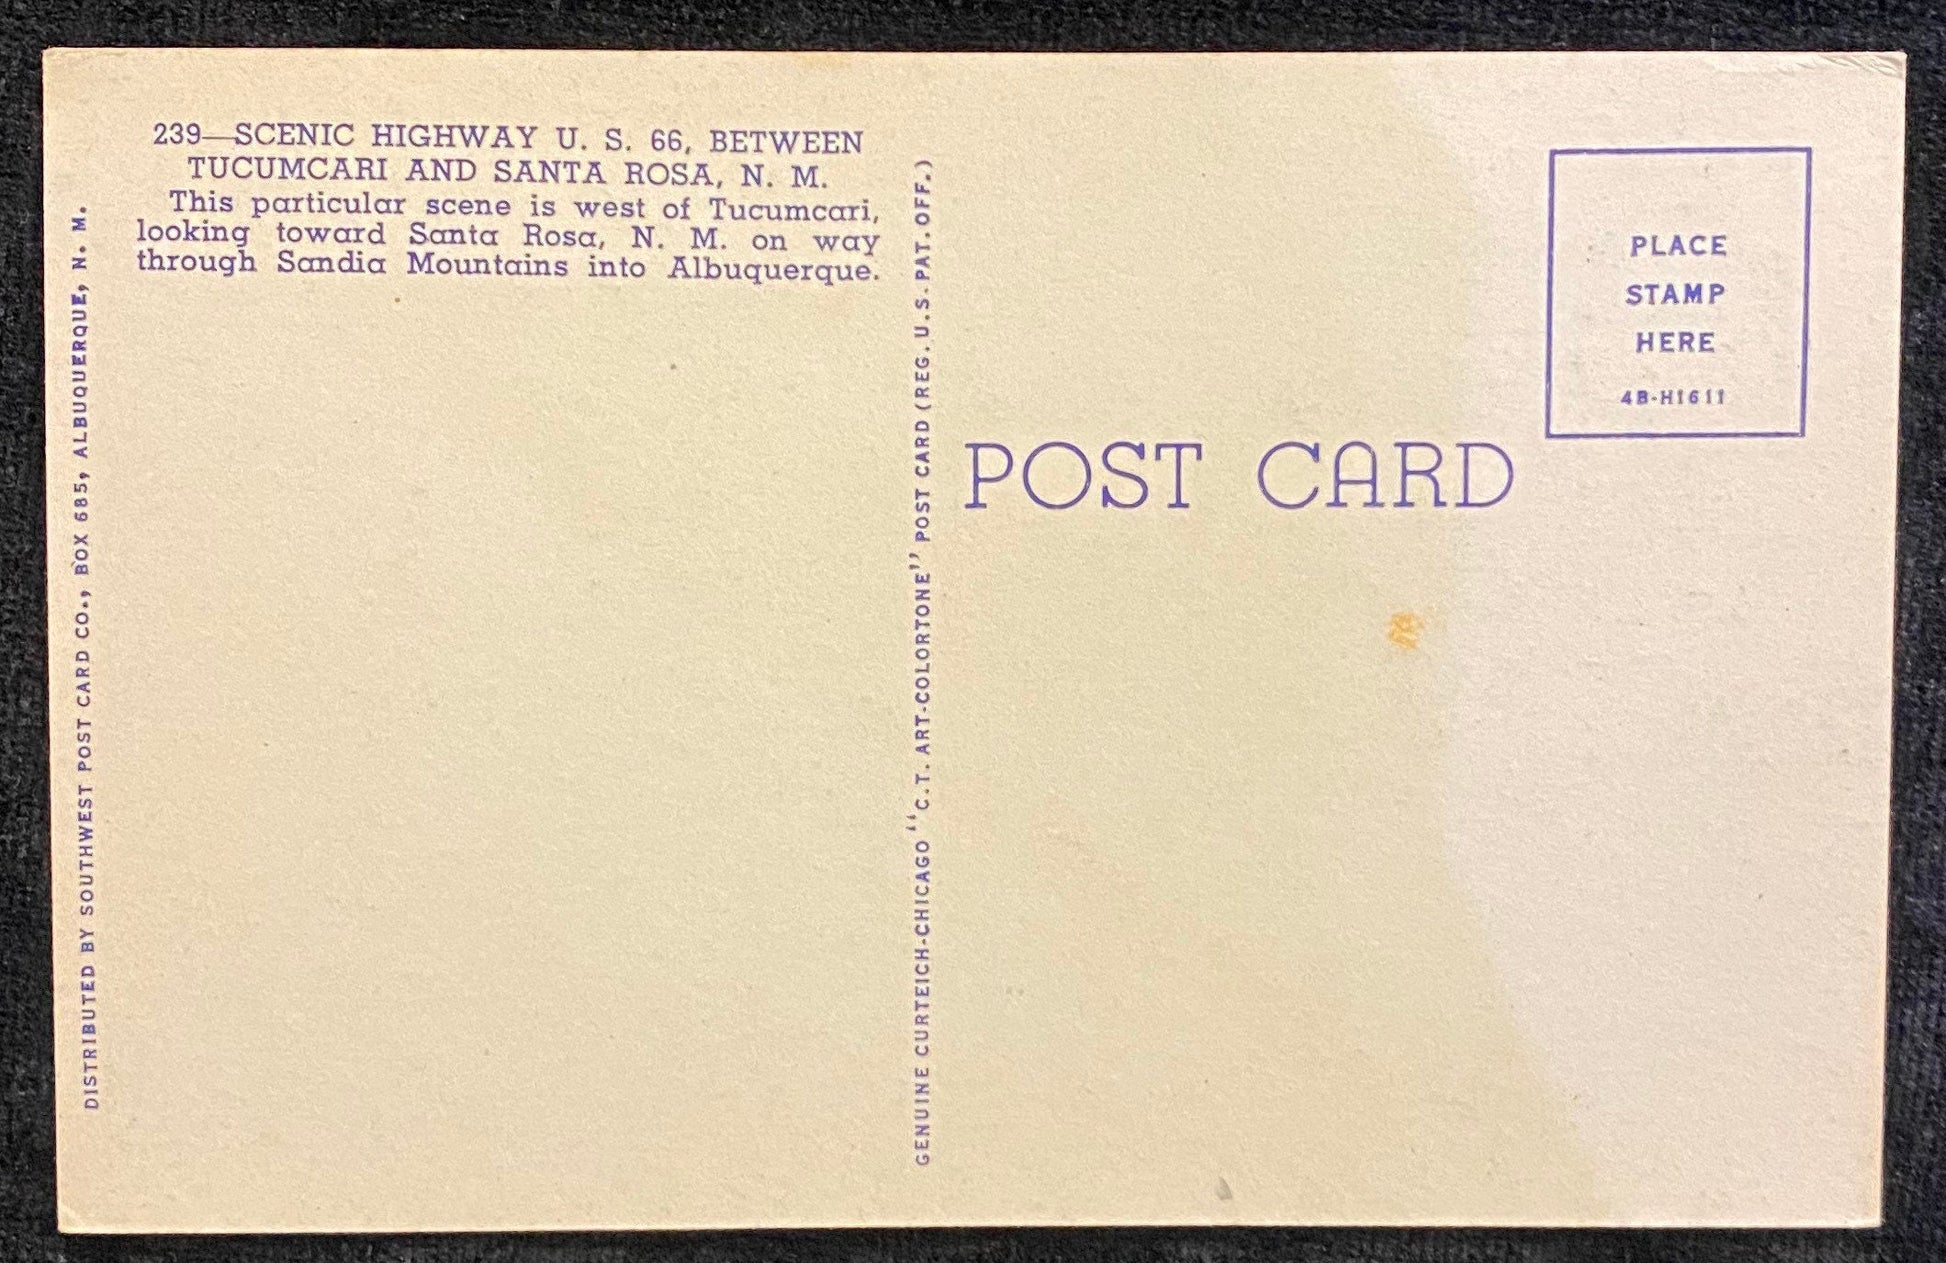 239—SCENIC HIGHWAY U. S. 66, BETWEEN
TUCUMCARI AND SANTA ROSA, N. M.
This particular scene is west of Tucumcari,
looking toward Santa Rosa, N. M. on way
through Sandia Mountains into Albuquerque.
DISTRIBUTED BY SOUTHWEST POST CARD CO., BOX 685, ALBUQUERQUE, N. M.
GENUINE CURTEICH-CHICAGO "C.T. ART-COLORTONE" POST CARD (REG. U.S. PAT. OFF.)
POST CARD
PLACE
STAMP
HERE
4B-H1611